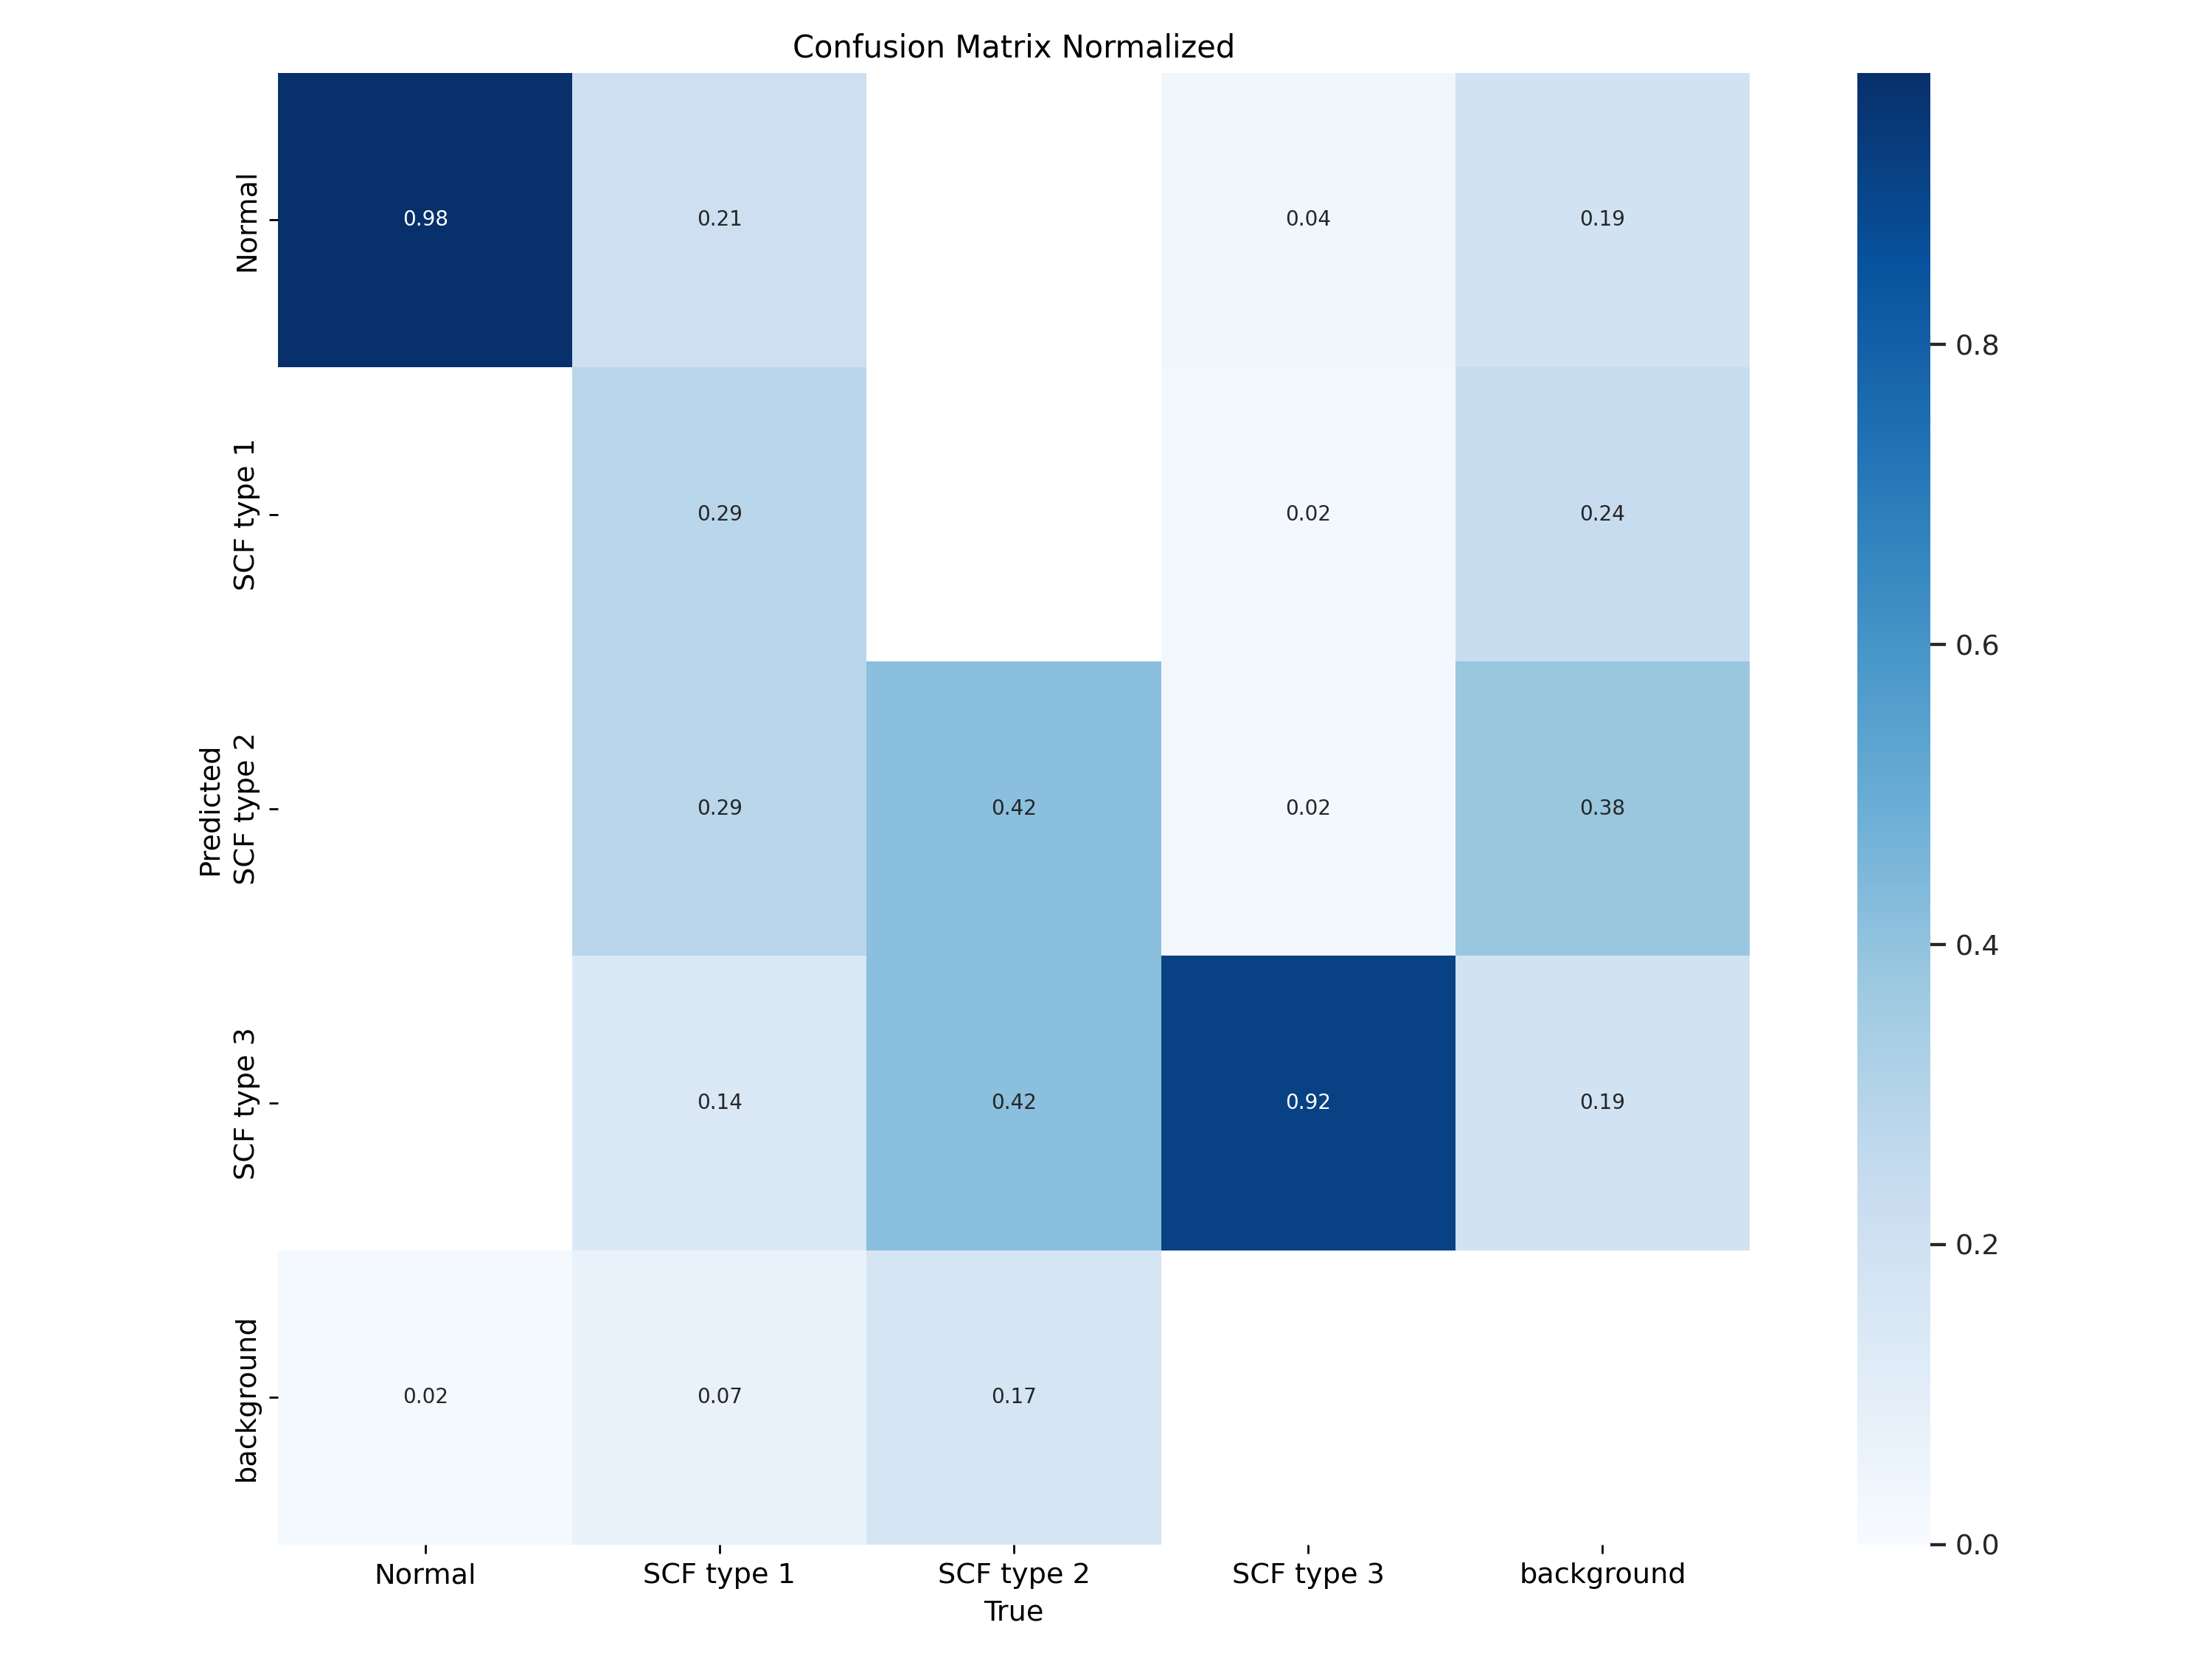 Confusion Matrix Normalized
Normal
0.98
0.21
0.04
0.19
0.8
SCF type 1
0.29
0.02
0.24
0.6
Predicted
SCF type 2
0.29
0.42
0.02
0.38
0.4
SCF type 3
0.14
0.42
0.92
0.19
0.2
background
0.02
0.07
0.17
0.0
Normal
SCF type 1
SCF type 2
SCF type 3
background
True